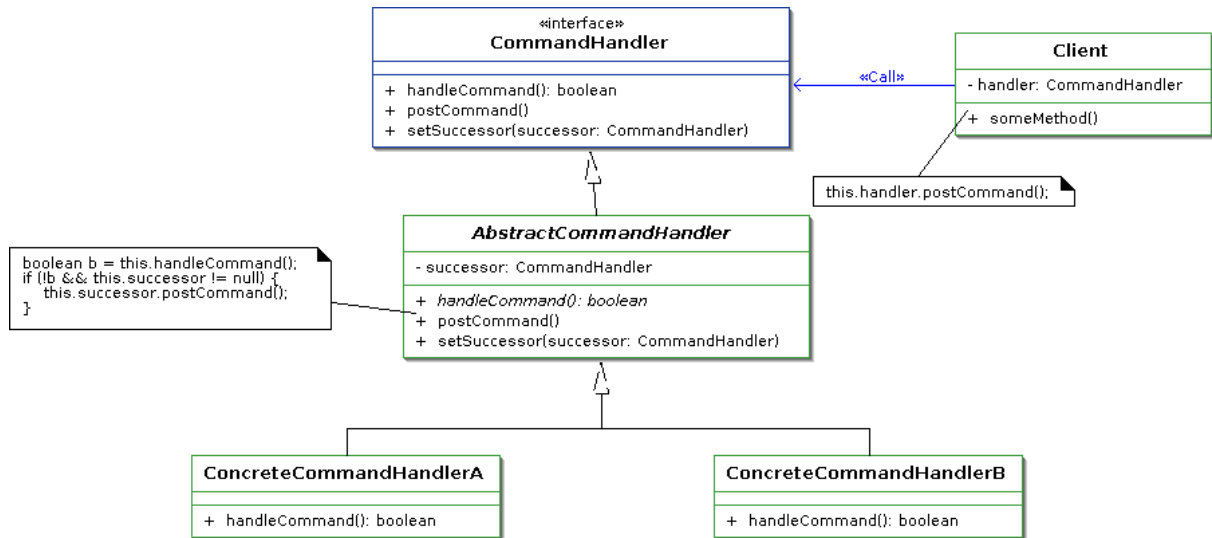 «interface»
CommandHandler
+ handleCommand(): boolean
+ postCommand()
+ setSuccessor(successor: CommandHandler)
«Call»
Client
- handler: CommandHandler
+ someMethod()
this.handler.postCommand();
AbstractCommandHandler
- successor: CommandHandler
+ handleCommand(): boolean
+ postCommand()
+ setSuccessor(successor: CommandHandler)
boolean b = this.handleCommand();
if (!b && this.successor != null) {
this.successor.postCommand();
}
ConcreteCommandHandlerA
+ handleCommand(): boolean
ConcreteCommandHandlerB
+ handleCommand(): boolean